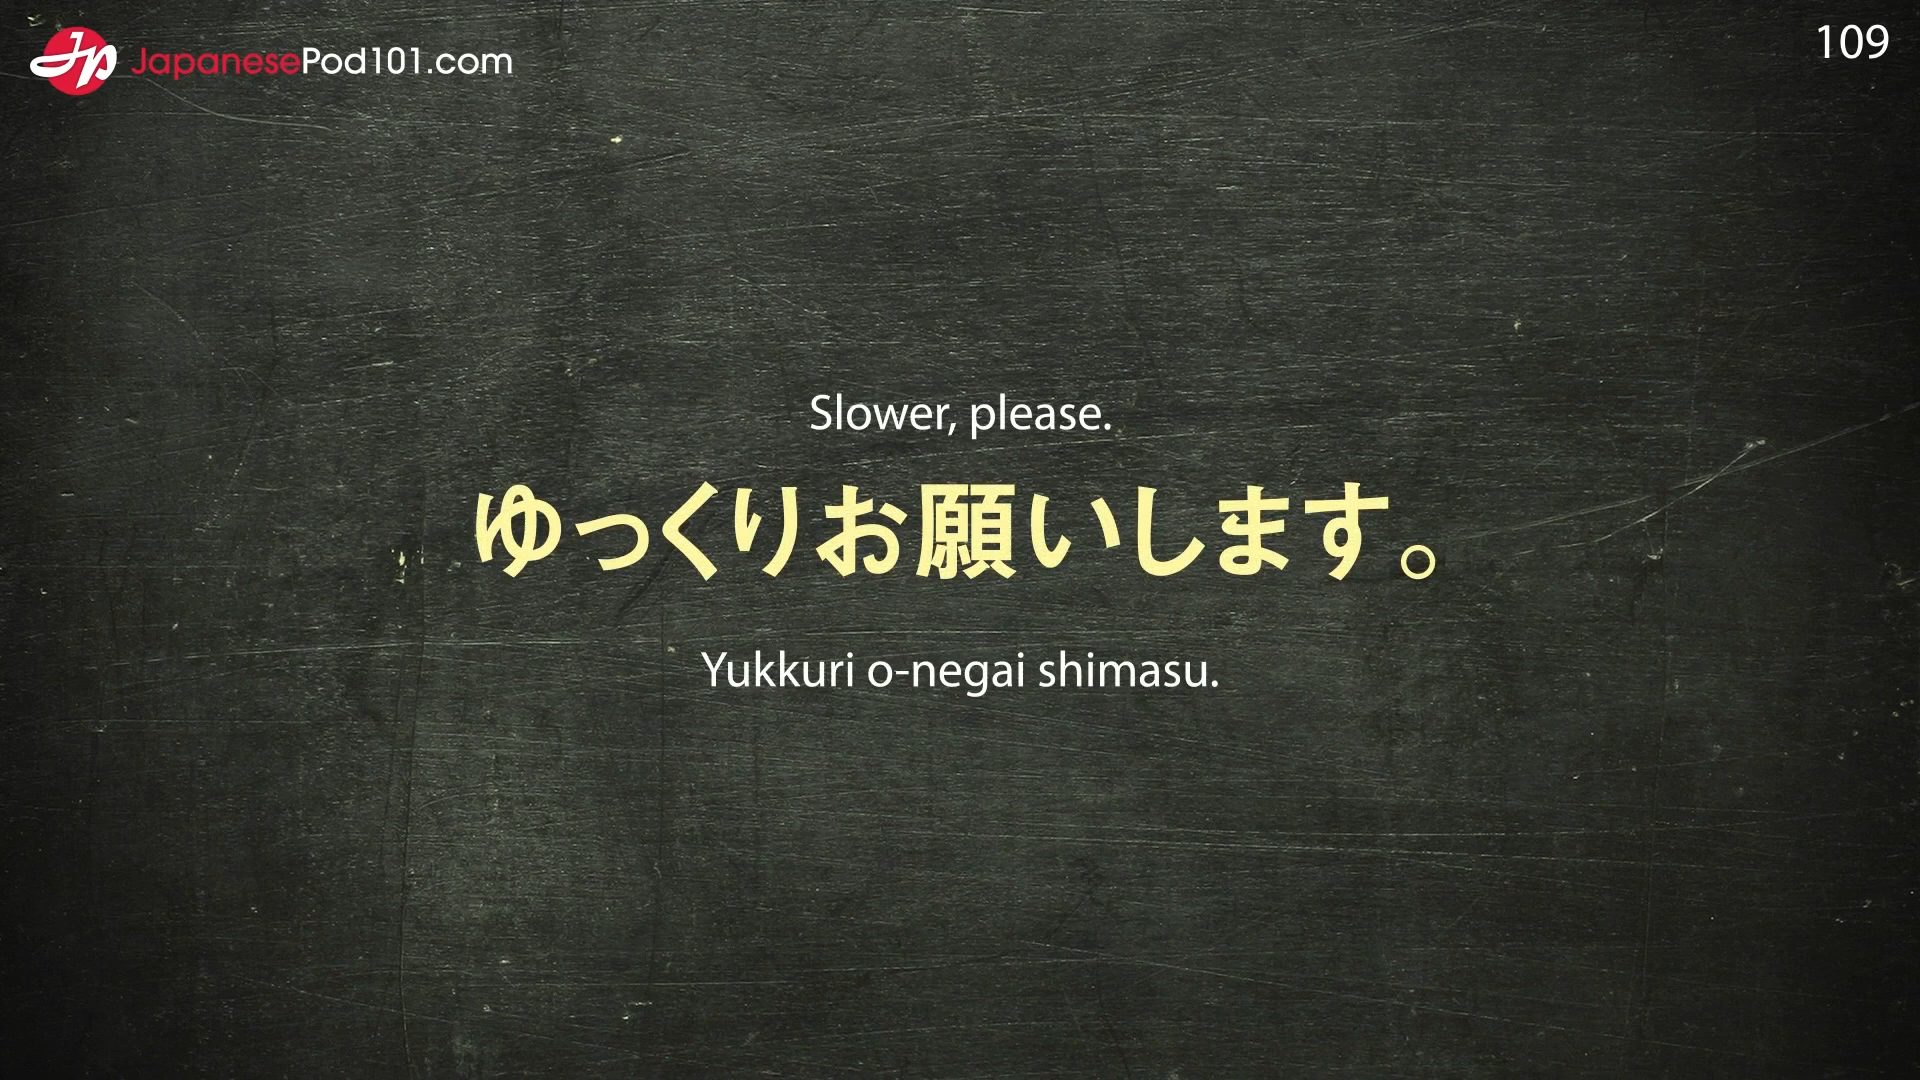 JapanesePod101.com
109
Slower, please.
ゆっくりお願いします。
Yukkuri o-negai shimasu.